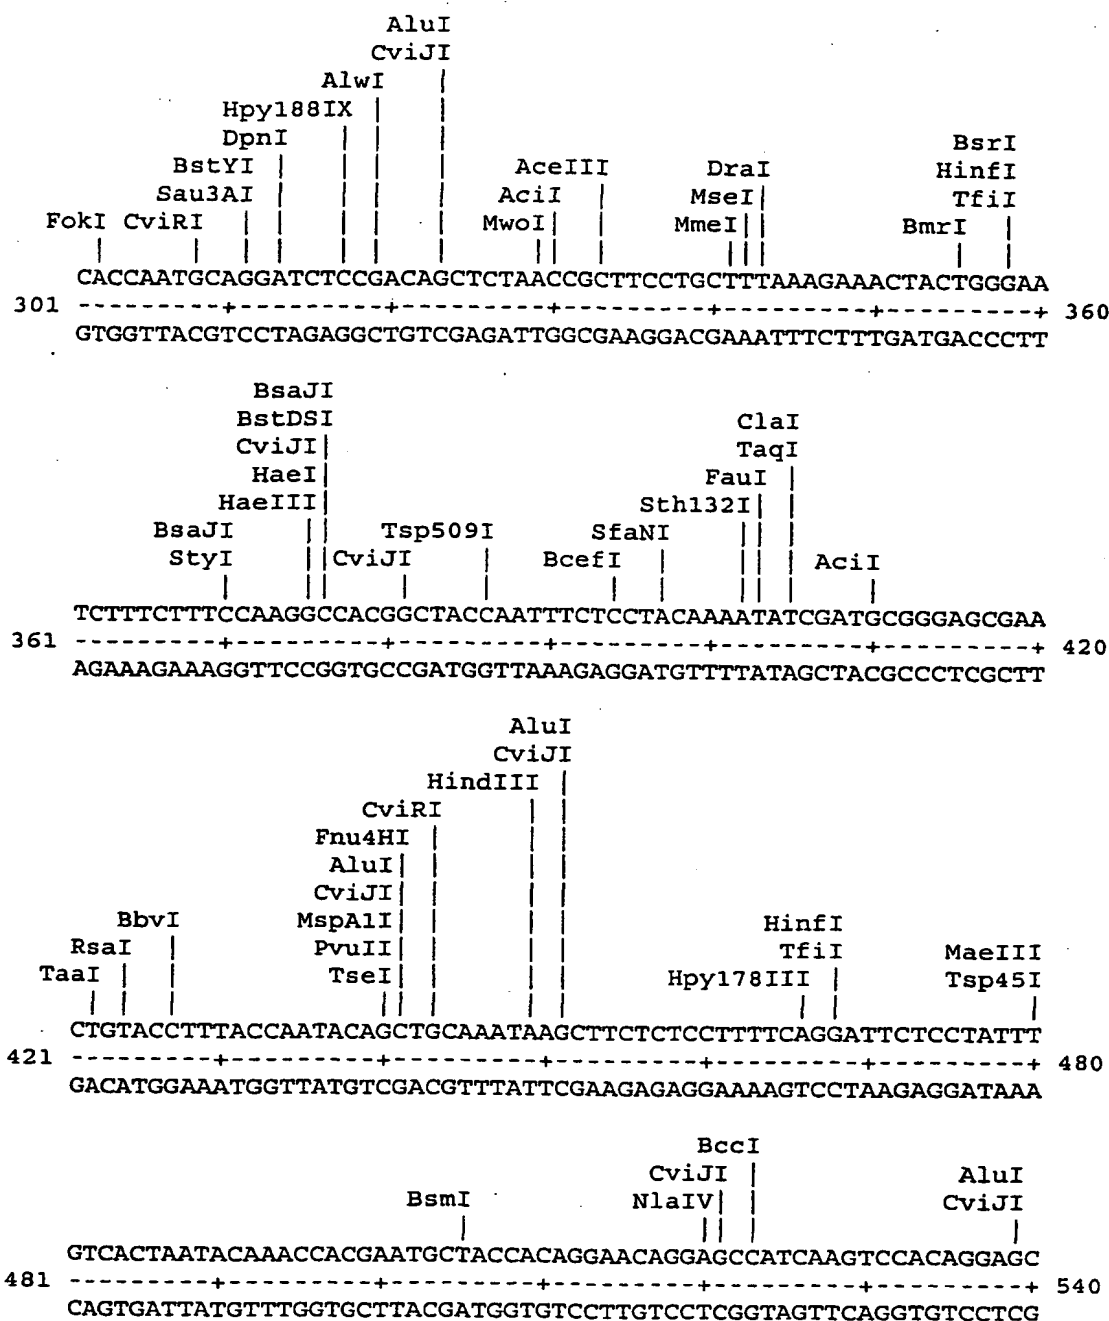 AluI
CviJI
AlwI
Hpy188IX
DpnI BsrI
BstYI AceIII DraI HinfI
Sau3AI AciI MseI TfiI
FokI CviRI MwoI MmeI BmrI
CACCAATGCAGGATCTCCGACAGCTCTAACCGCTTCCTGCTTTAAAGAAACTACTGGGAA
301 ---------+---------+---------+---------+---------+---------+ 360
GTGGTTACGTCCTAGAGGCTGTCGAGATTGGCGAAGGACGAAATTTCTTTGATGACCCTT
BsaJI
BstDSI ClaI
CviJI TaqI
HaeI FauI
HaeIII Sth132I
BsaJI Tsp509I SfaNI
StyI CviJI BcefI AciI
TCTTTCTTTCCAAGGCCACGGCTACCAATTTCTCCTACAAAATATCGATGCGGGAGCGAA
361 ---------+---------+---------+---------+---------+---------+ 420
AGAAAGAAAGGTTCCGGTGCCGATGGTTAAAGAGGATGTTTTATAGCTACGCCCTCGCTT
AluI
CviJI
HindIII
CviRI
Fnu4HI
AluI
CviJI
BbvI MspA1I HinfI
RsaI PvuII TfiI MaeIII
TaaI TseI Hpy178III Tsp45I
CTGTACCTTTACCAATACAGCTGCAAATAAGCTTCTCTCCTTTTCAGGATTCTCCTATTT
421 ---------+---------+---------+---------+---------+---------+ 480
GACATGGAAATGGTTATGTCGACGTTTATTCGAAGAGAGGAAAAGTCCTAAGAGGATAAA
BccI
CviJI AluI
BsmI NlaIV CviJI
GTCACTAATACAAACCACGAATGCTACCACAGGAACAGGAGCCATCAAGTCCACAGGAGC
481 ---------+---------+---------+---------+---------+---------+ 540
CAGTGATTATGTTTGGTGCTTACGATGGTGTCCTTGTCCTCGGTAGTTCAGGTGTCCTCG